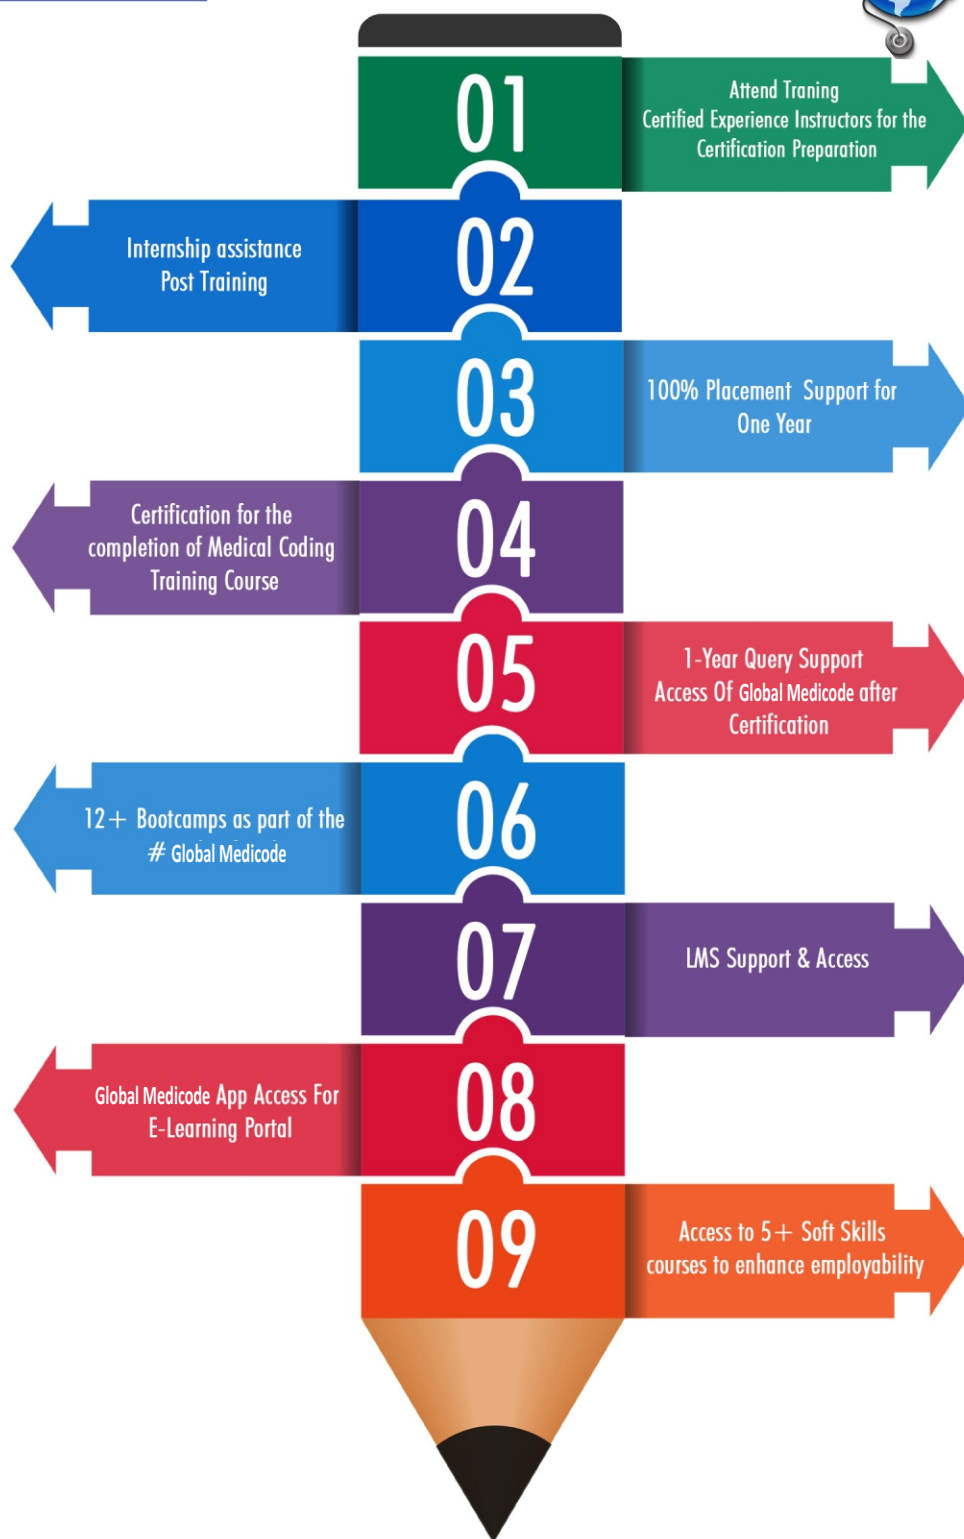 01
Attend Traning
Certified Experience Instructors for the
Certification Preparation
02
Internship assistance
Post Training
03
100% Placement Support for
One Year
04
Certification for the
completion of Medical Coding
Training Course
05
1-Year Query Support
Access Of Global Medicode after
Certification
06
12+ Bootcamps as part of the
# Global Medicode
07
LMS Support & Access
08
Global Medicode App Access For
E-Learning Portal
09
Access to 5+ Soft Skills
courses to enhance employability